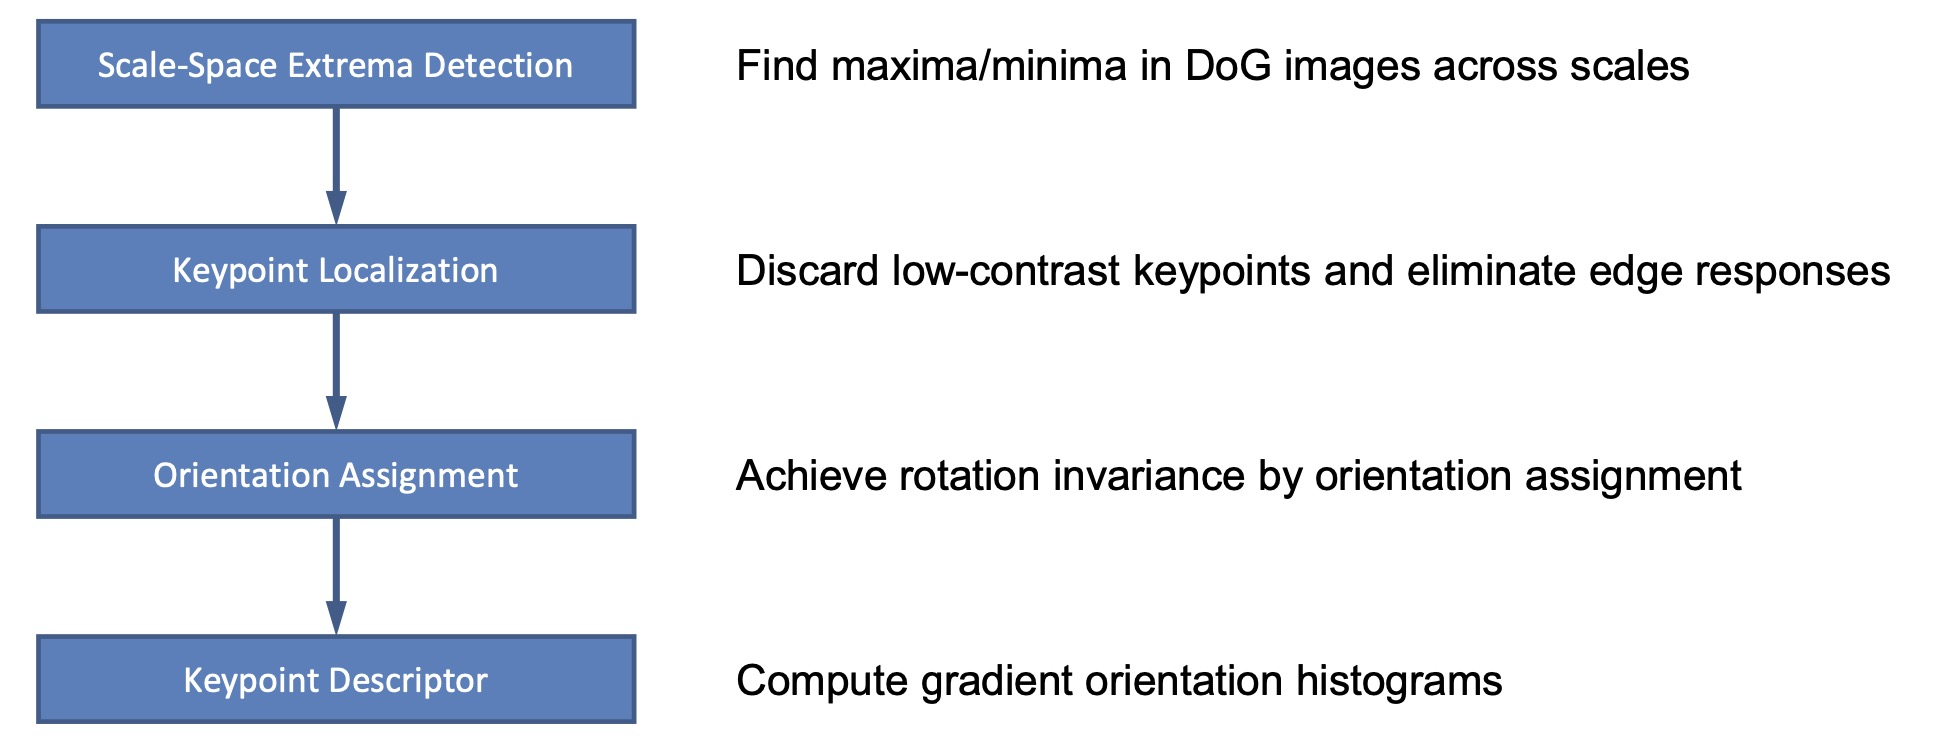 Scale-Space Extrema Detection
Find maxima/minima in DoG images across scales
Keypoint Localization
Discard low-contrast keypoints and eliminate edge responses
Orientation Assignment
Achieve rotation invariance by orientation assignment
Keypoint Descriptor
Compute gradient orientation histograms